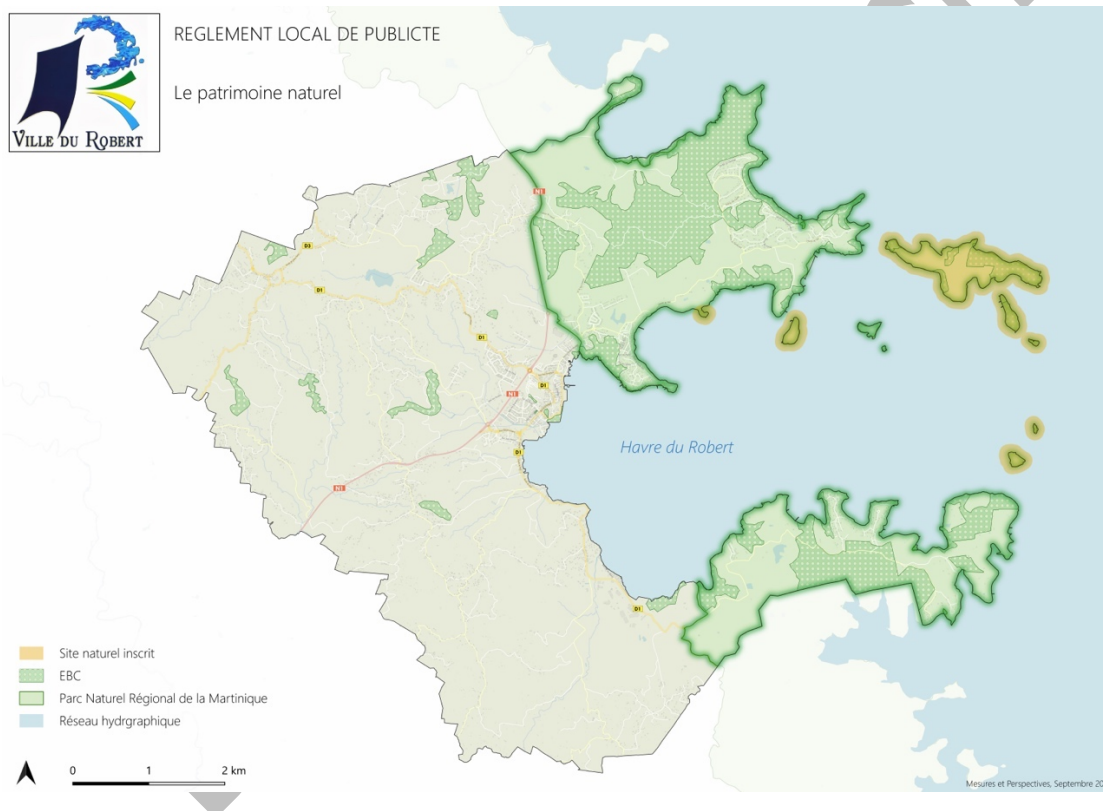 VILLE DU ROBERT
REGLEMENT LOCAL DE PUBLICTE
Le patrimoine naturel
N1
D3
D1
D1
D1
N1
D1
N1
D1
Havre du Robert
Site naturel inscrit
EBC
Parc Naturel Régional de la Martinique
Réseau hydrgraphique
0 1 2 km
Mesures et Perspectives, Septembre 20